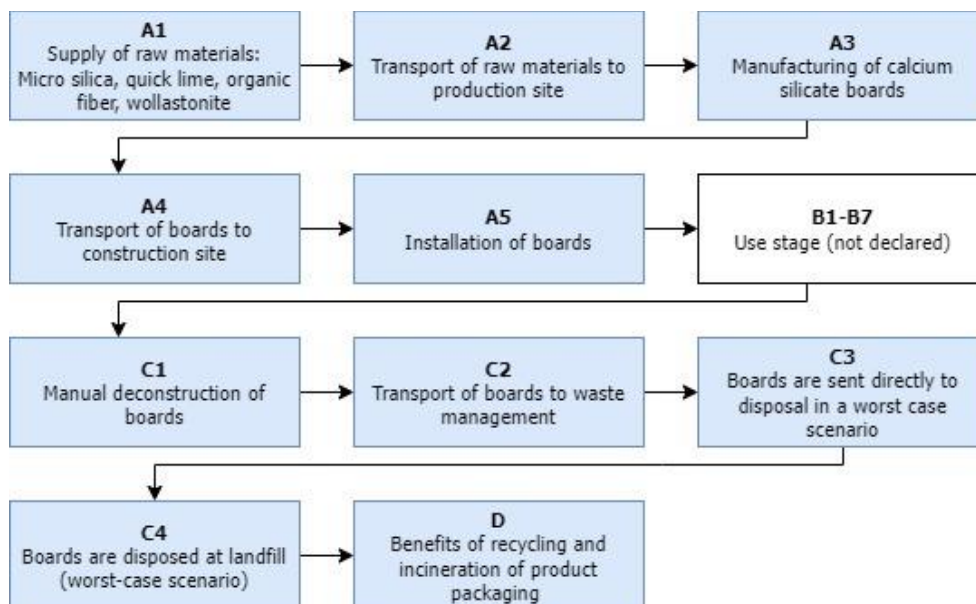 A1
Supply of raw materials:
Micro silica, quick lime, organic
fiber, wollastonite
A2
Transport of raw materials to
production site
A3
Manufacturing of calcium
silicate boards
A4
Transport of boards to
construction site
A5
Installation of boards
B1-B7
Use stage (not declared)
C1
Manual deconstruction of
boards
C2
Transport of boards to waste
management
C3
Boards are sent directly to
disposal in a worst case
scenario
C4
Boards are disposed at landfill
(worst-case scenario)
D
Benefits of recycling and
incineration of product
packaging